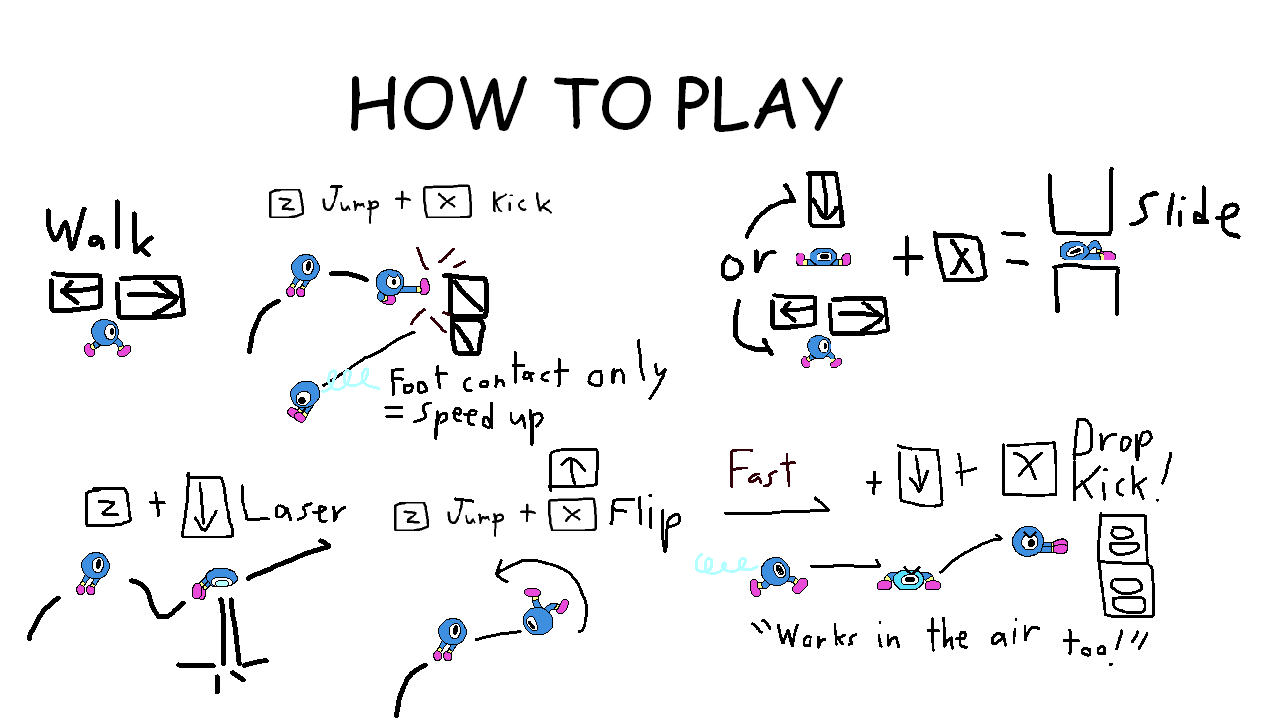 HOW TO PLAY
Walk
← →
Z Jump + X Kick
Foot contact only
= Speed up
↓
or + X = Slide
← →
Z + ↓ Laser
↑
Z Jump + X Flip
Fast + ↓ + X Drop
Kick!
"Works in the air too!"